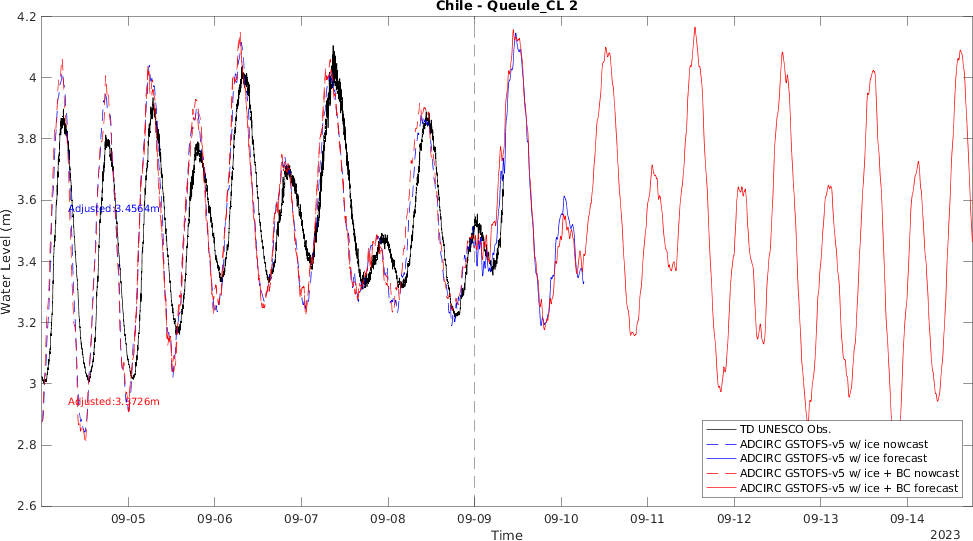 Chile - Queule_CL 2
4.2
4
3.8
3.6
3.4
3.2
3
2.8
2.6
Water Level (m)
Adjusted:3.4564m
TD UNESCO Obs.
ADCIRC GSTOFS-v5 w/ ice nowcast
ADCIRC GSTOFS-v5 w/ ice forecast
ADCIRC GSTOFS-v5 w/ ice + BC nowcast
ADCIRC GSTOFS-v5 w/ ice + BC forecast
09-05 09-06 09-07 09-08 09-09 09-10 09-11 09-12 09-13 09-14
Time
2023